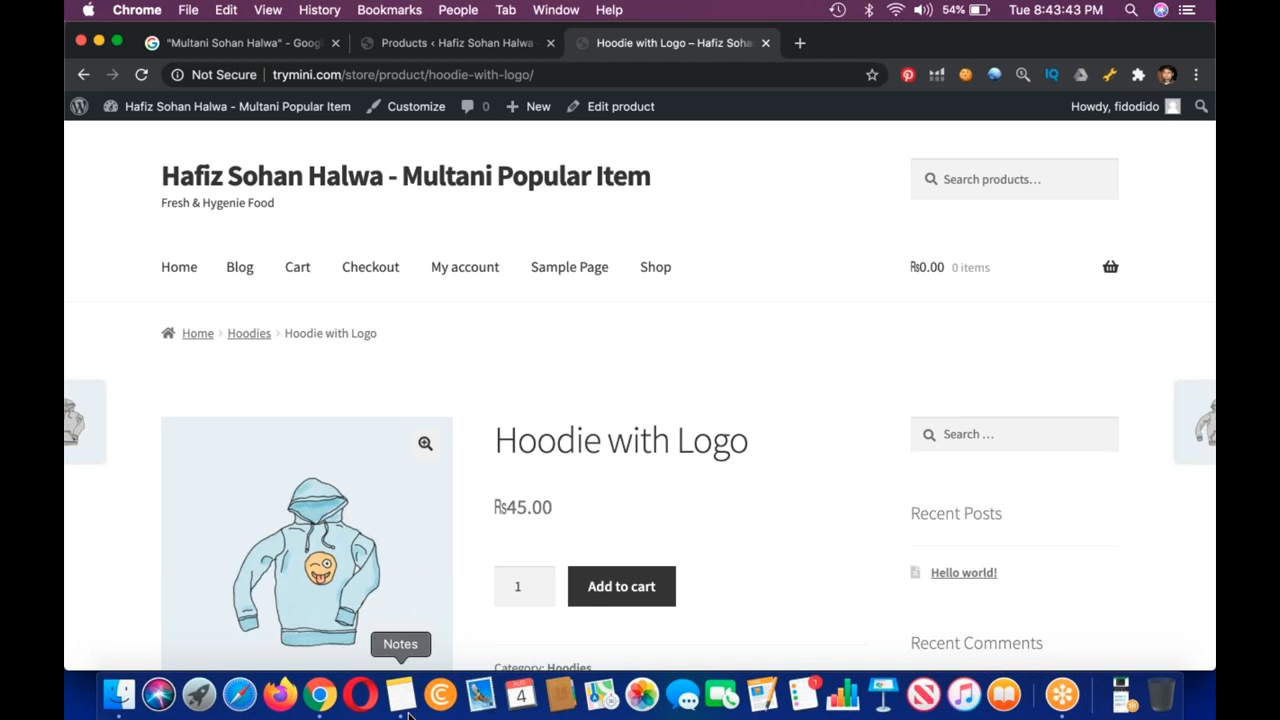 Chrome File Edit View History Bookmarks People Tab Window Help 54% Tue 8:43:43 PM
"Multani Sohan Halwa" - Goog Products ‹ Hafiz Sohan Halwa - Hoodie with Logo – Hafiz Soha
Not Secure trymini.com/store/product/hoodie-with-logo/
Hafiz Sohan Halwa - Multani Popular Item Customize 0 New Edit product Howdy, fidodido
Hafiz Sohan Halwa - Multani Popular Item
Fresh & Hygenie Food
Search products…
Home Blog Cart Checkout My account Sample Page Shop
₨0.00 0 items
Home Hoodies Hoodie with Logo
Hoodie with Logo
₨45.00
1 Add to cart
Category: Hoodies
Search …
Recent Posts
Hello world!
Recent Comments
Notes
4
1